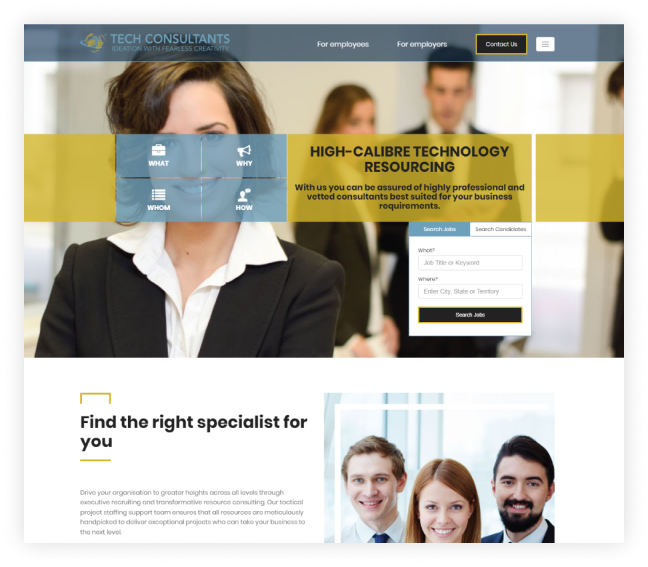 TECH CONSULTANTS
IDEATION WITH FEARLESS CREATIVITY
For employees
For employers
Contact Us
WHAT
WHY
WHOM
HOW
HIGH-CALIBRE TECHNOLOGY
RESOURCING
With us you can be assured of highly professional and
vetted consultants best suited for your business
requirements.
Search Jobs
Search Candidates
What?
Job Title or Keyword
Where?
Enter City, State or Territory
Search Jobs
Find the right specialist for
you
Drive your organisation to greater heights across all levels through
executive recruiting and transformative resource consulting. Our tactical
project staffing support team ensures that all resources are meticulously
handpicked to deliver exceptional projects who can take your business to
the next level.